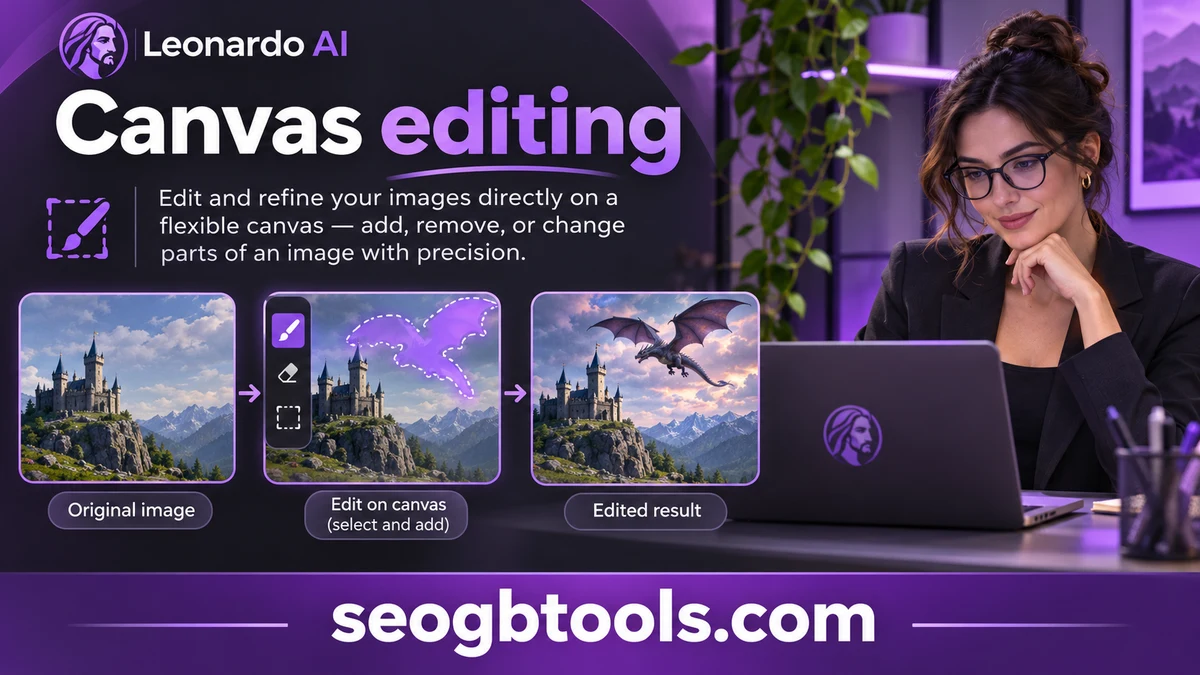 Leonardo AI
Canvas editing
Edit and refine your images directly on a
flexible canvas — add, remove, or change
parts of an image with precision.
Original image
Edit on canvas
(select and add)
Edited result
seogbtools.com